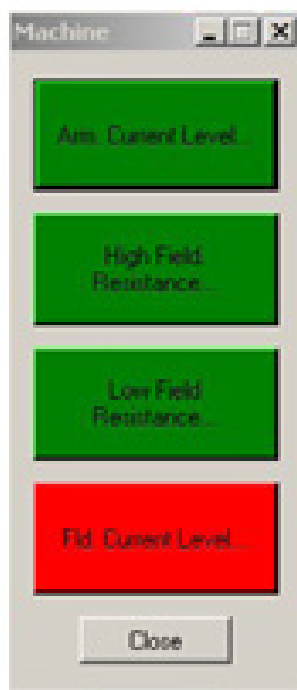 Machine
Arm. Current Level...
High Field
Resistance...
Low Field
Resistance...
Fld. Current Level...
Close